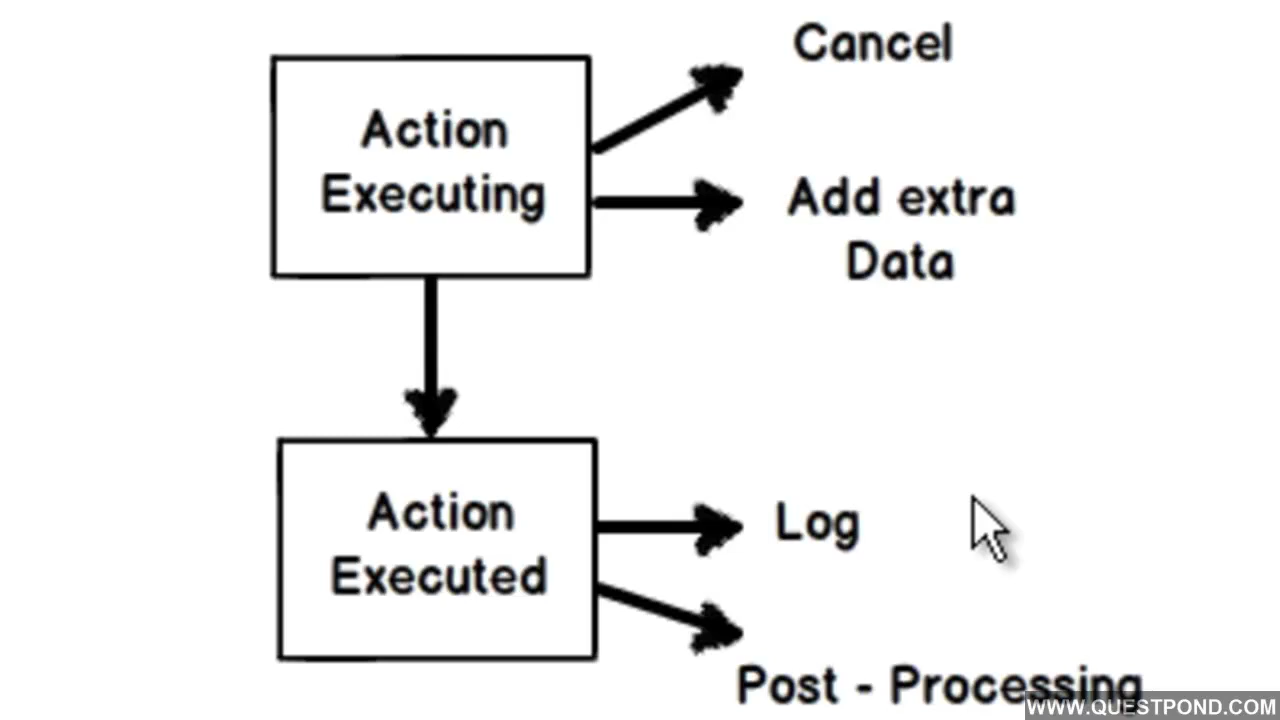 Cancel
Action
Executing
Add extra
Data
Action
Executed
Log
Post - Processing
WWW.QUESTPOND.COM